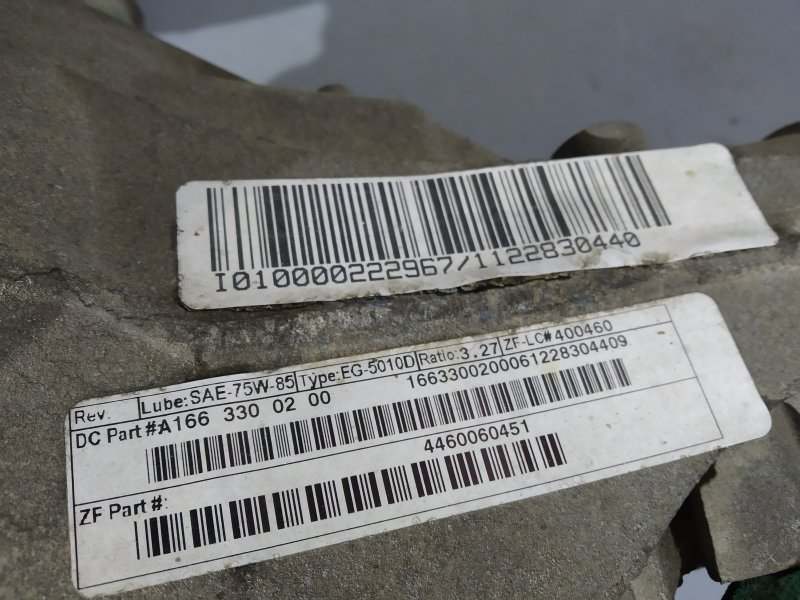 I010000222967/1122830440
Rev. Lube:SAE-75W-85 Type:EG-5010D Ratio:3.27 ZF-LC#400460
DC Part #A166 330 02 00 1663300200061228304409
ZF Part #: 4460060451